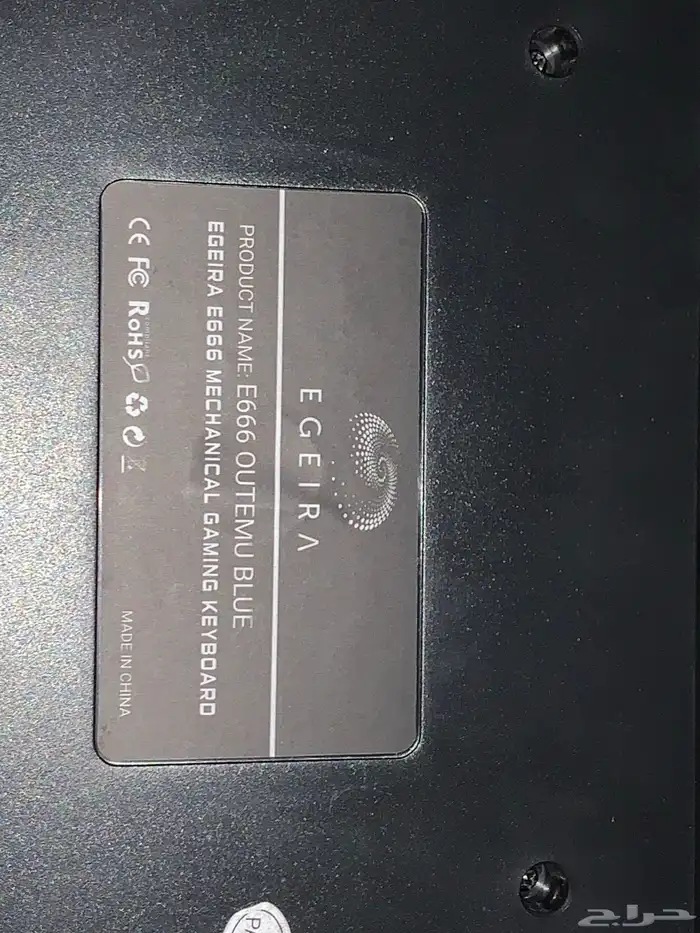 EGEIRA
PRODUCT NAME: E666 OUTEMU BLUE
EGEIRA E666 MECHANICAL GAMING KEYBOARD
CE FC RoHS
MADE IN CHINA
حراج